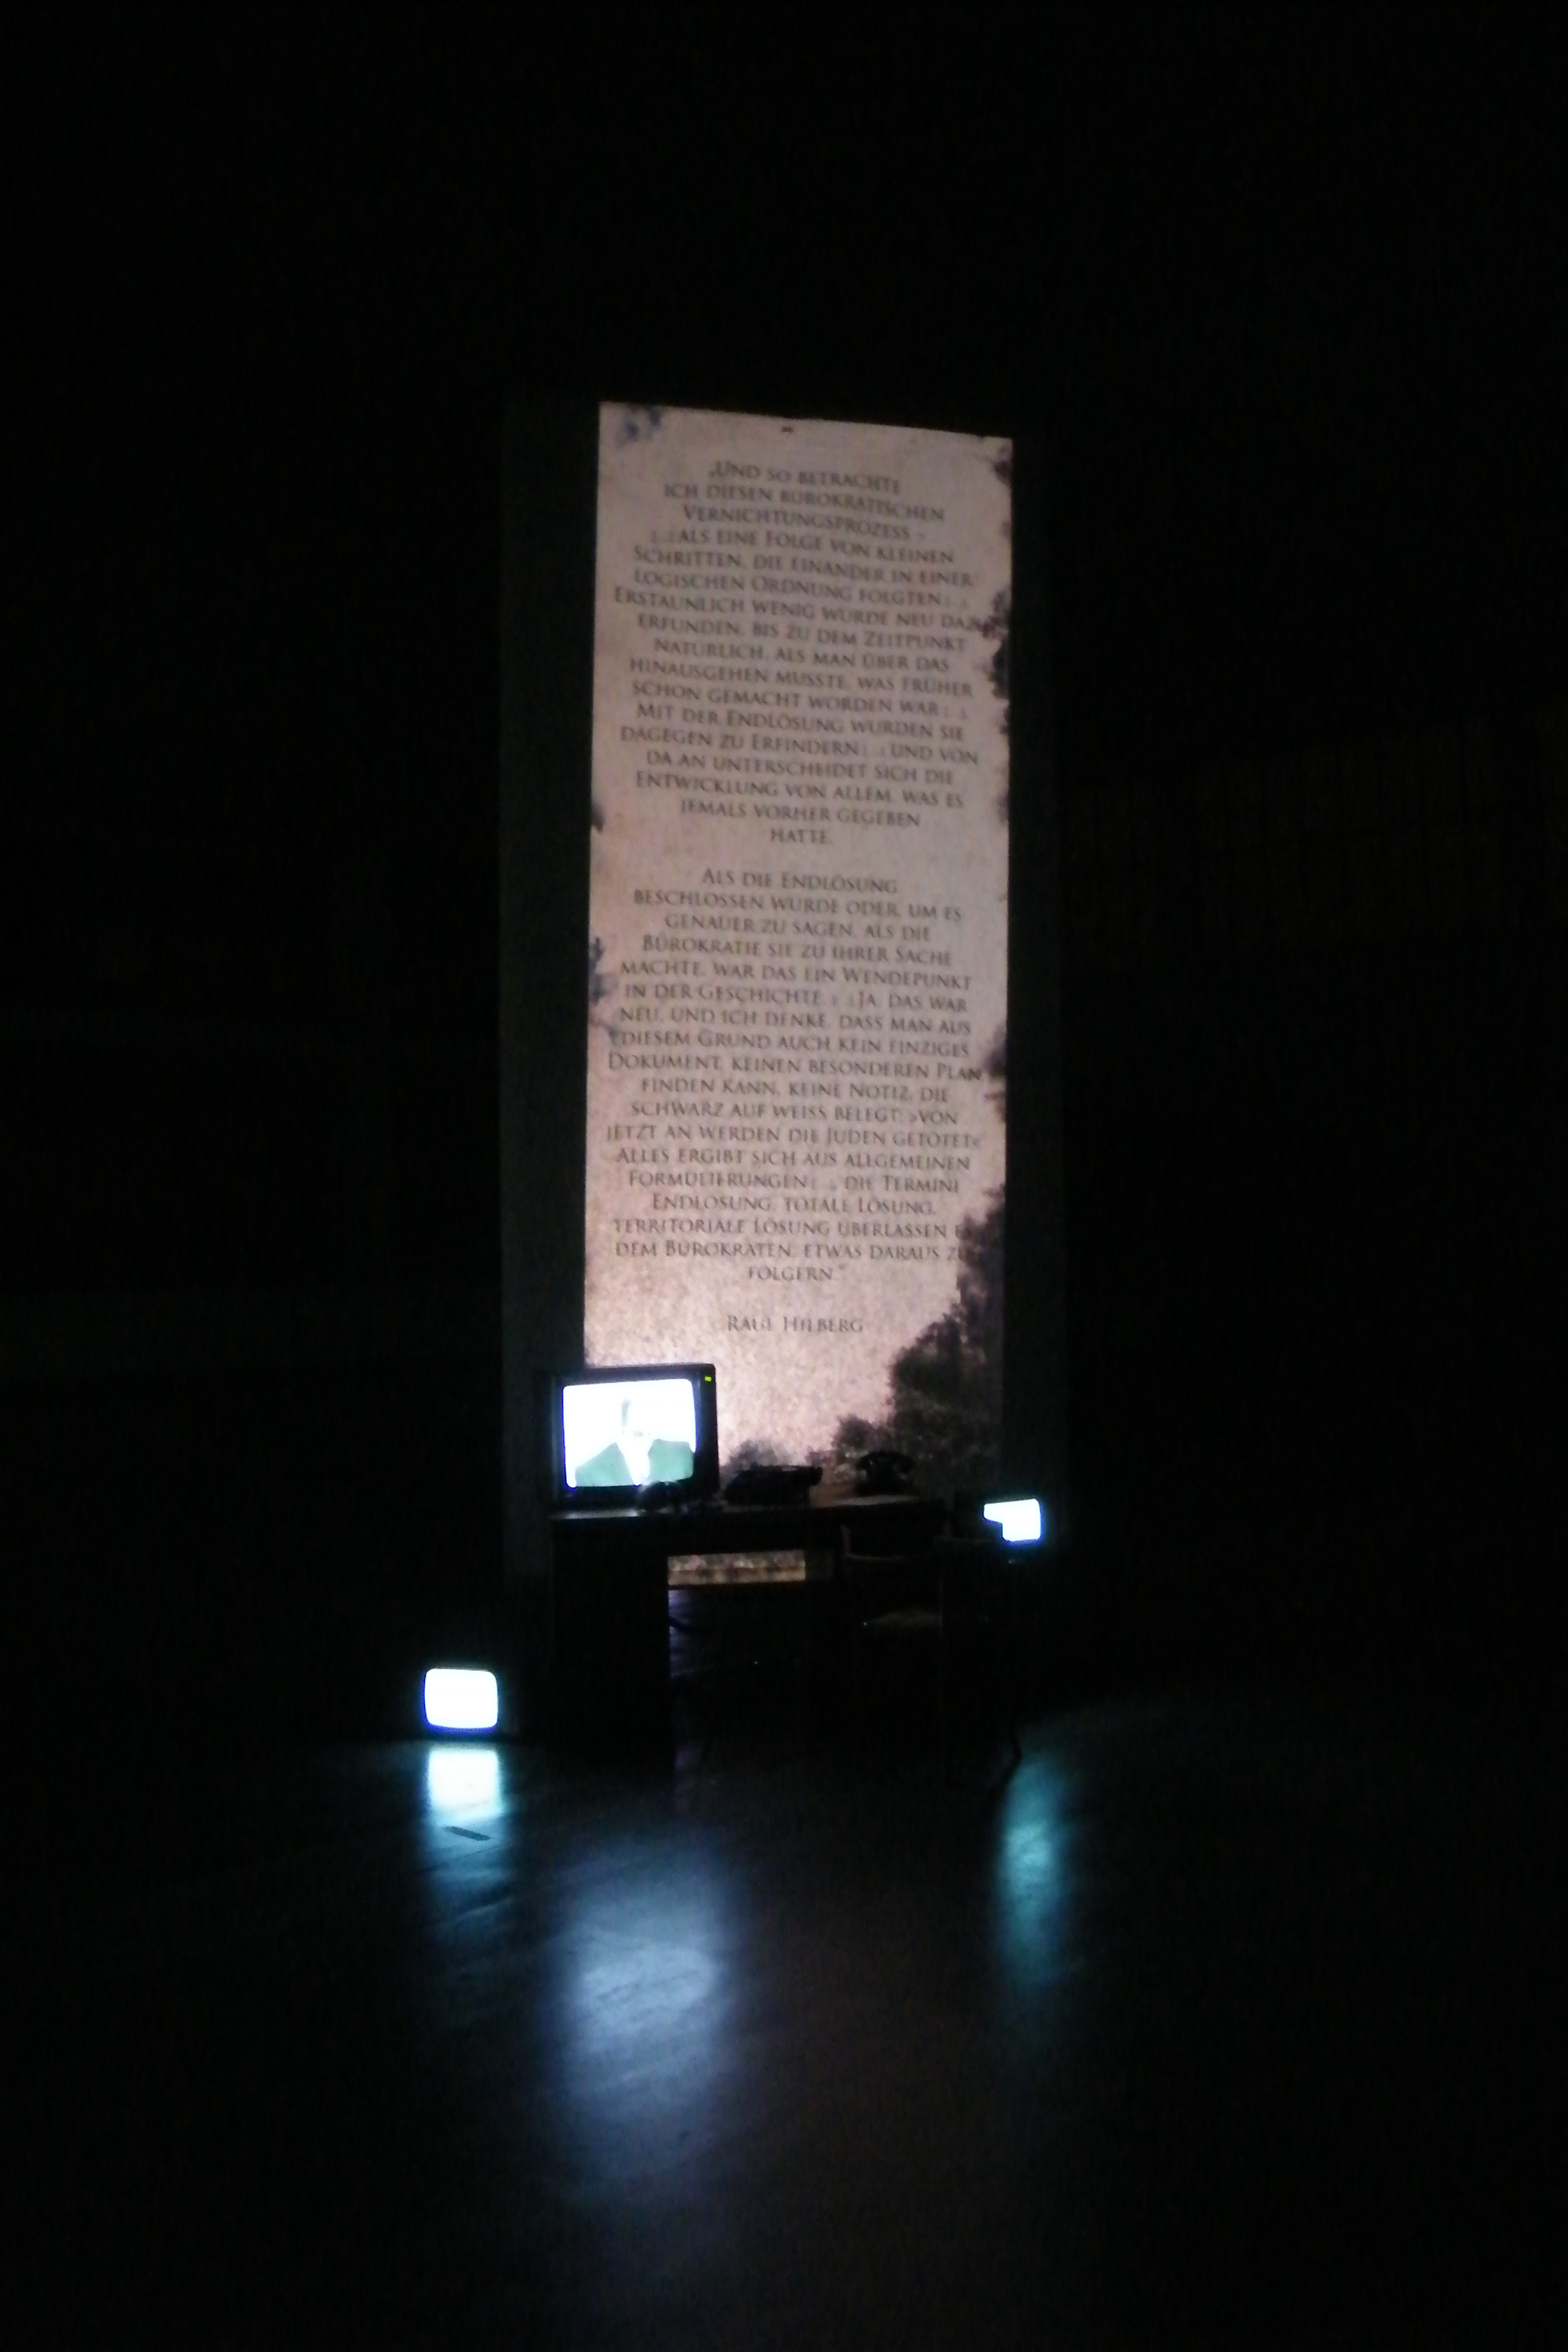 „UND SO BETRACHTE
ICH DIESEN BÜROKRATISCHEN
VERNICHTUNGSPROZESS –
[...] ALS EINE FOLGE VON KLEINEN
SCHRITTEN, DIE EINANDER IN EINER
LOGISCHEN ORDNUNG FOLGTEN [...].
ERSTAUNLICH WENIG WURDE NEU DAZU
ERFUNDEN, BIS ZU DEM ZEITPUNKT
NATÜRLICH, ALS MAN ÜBER DAS
HINAUSGEHEN MUSSTE, WAS FRÜHER
SCHON GEMACHT WORDEN WAR [...].
MIT DER ENDLÖSUNG WURDEN SIE
DAGEGEN ZU ERFINDERN [...] UND VON
DA AN UNTERSCHEIDET SICH DIE
ENTWICKLUNG VON ALLEM, WAS ES
JEMALS VORHER GEGEBEN
HATTE.
ALS DIE ENDLÖSUNG
BESCHLOSSEN WURDE ODER, UM ES
GENAUER ZU SAGEN, ALS DIE
BÜROKRATIE SIE ZU IHRER SACHE
MACHTE, WAR DAS EIN WENDEPUNKT
IN DER GESCHICHTE. [...] JA, DAS WAR
NEU, UND ICH DENKE, DASS MAN AUS
DIESEM GRUND AUCH KEIN EINZIGES
DOKUMENT, KEINEN BESONDEREN PLAN
FINDEN KANN, KEINE NOTIZ, DIE
SCHWARZ AUF WEISS BELEGT: >VON
JETZT AN WERDEN DIE JUDEN GETÖTET<.
ALLES ERGIBT SICH AUS ALLGEMEINEN
FORMULIERUNGEN [...], DIE TERMINI
ENDLÖSUNG, TOTALE LÖSUNG,
TERRITORIALE LÖSUNG ÜBERLASSEN ES
DEM BÜROKRATEN, ETWAS DARAUS ZU
FOLGERN.“
RAUL HILBERG